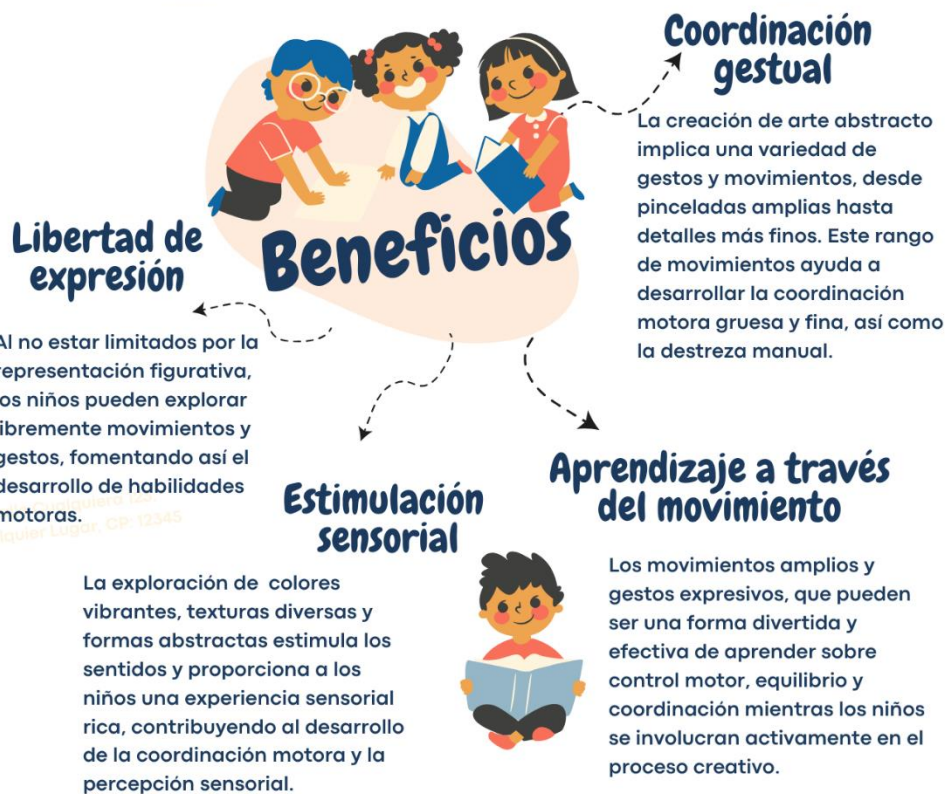 Beneficios
Coordinación
gestual
La creación de arte abstracto
implica una variedad de
gestos y movimientos, desde
pinceladas amplias hasta
detalles más finos. Este rango
de movimientos ayuda a
desarrollar la coordinación
motora gruesa y fina, así como
la destreza manual.
Libertad de
expresión
Al no estar limitados por la
representación figurativa,
los niños pueden explorar
libremente movimientos y
gestos, fomentando así el
desarrollo de habilidades
motoras.
Lugar, CP. 12345
Estimulación
sensorial
La exploración de colores
vibrantes, texturas diversas y
formas abstractas estimula los
sentidos y proporciona a los
niños una experiencia sensorial
rica, contribuyendo al desarrollo
de la coordinación motora y la
percepción sensorial.
Aprendizaje a través
del movimiento
Los movimientos amplios y
gestos expresivos, que pueden
ser una forma divertida y
efectiva de aprender sobre
control motor, equilibrio y
coordinación mientras los niños
se involucran activamente en el
proceso creativo.